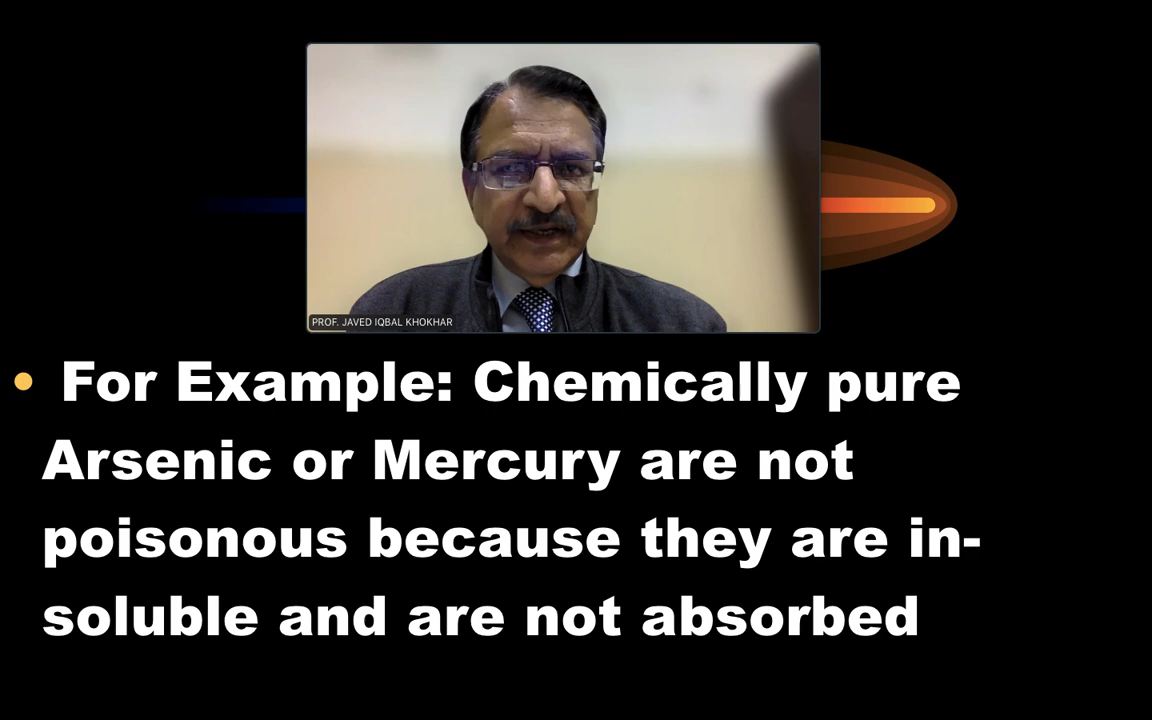 PROF. JAVED IQBAL KHOKHAR
• For Example: Chemically pure
Arsenic or Mercury are not
poisonous because they are in-
soluble and are not absorbed